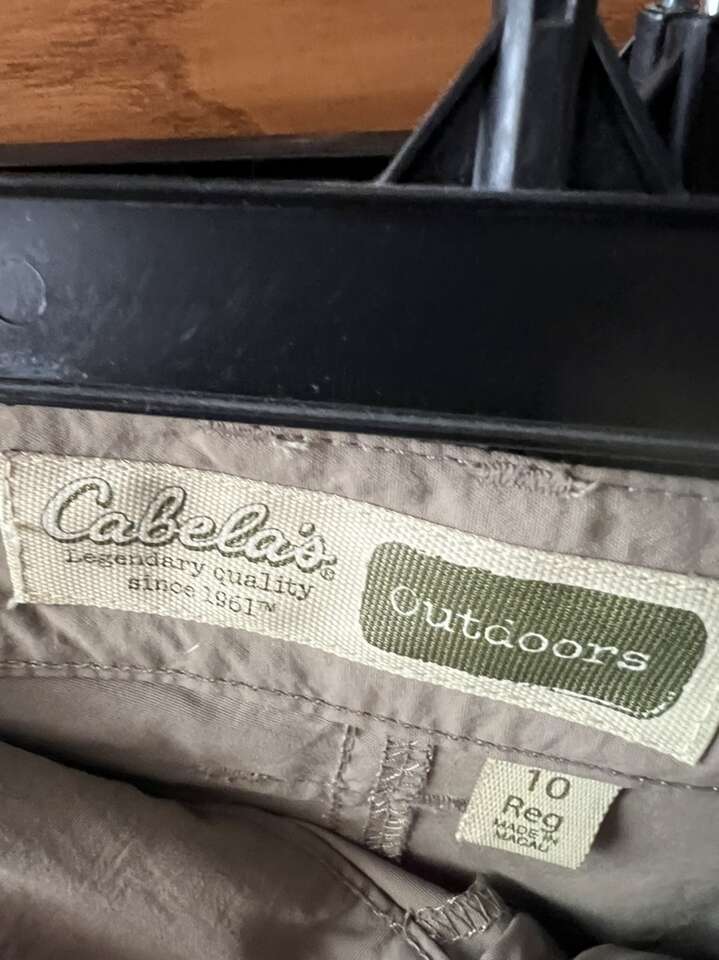 Cabela's®
Legendary quality
since 1961™
Outdoors
10
Reg
MADE IN
MACAU